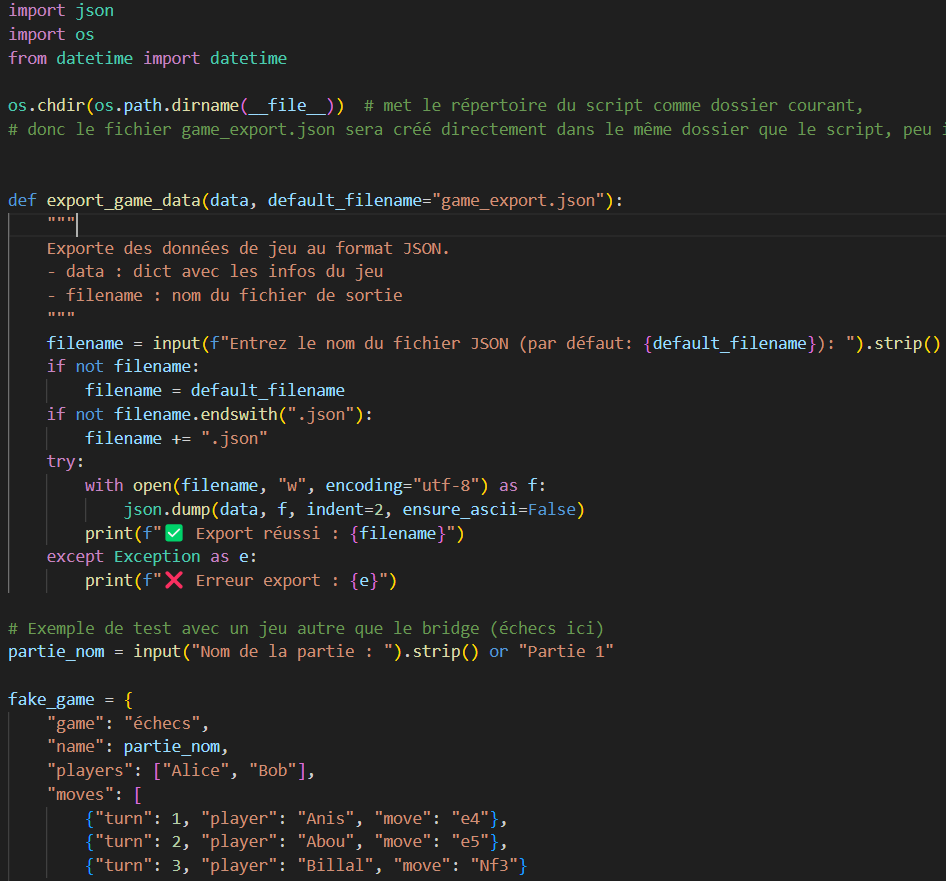 import json
import os
from datetime import datetime
os.chdir(os.path.dirname(__file__))  # met le répertoire du script comme dossier courant,
# donc le fichier game_export.json sera créé directement dans le même dossier que le script, peu
def export_game_data(data, default_filename="game_export.json"):
    """
    Exporte des données de jeu au format JSON.
    - data : dict avec les infos du jeu
    - filename : nom du fichier de sortie
    """
    filename = input(f"Entrez le nom du fichier JSON (par défaut: {default_filename}): ").strip()
    if not filename:
        filename = default_filename
    if not filename.endswith(".json"):
        filename += ".json"
    try:
        with open(filename, "w", encoding="utf-8") as f:
            json.dump(data, f, indent=2, ensure_ascii=False)
        print(f"✅ Export réussi : {filename}")
    except Exception as e:
        print(f"❌ Erreur export : {e}")
# Exemple de test avec un jeu autre que le bridge (échecs ici)
partie_nom = input("Nom de la partie : ").strip() or "Partie 1"
fake_game = {
    "game": "échecs",
    "name": partie_nom,
    "players": ["Alice", "Bob"],
    "moves": [
        {"turn": 1, "player": "Anis", "move": "e4"},
        {"turn": 2, "player": "Abou", "move": "e5"},
        {"turn": 3, "player": "Billal", "move": "Nf3"}